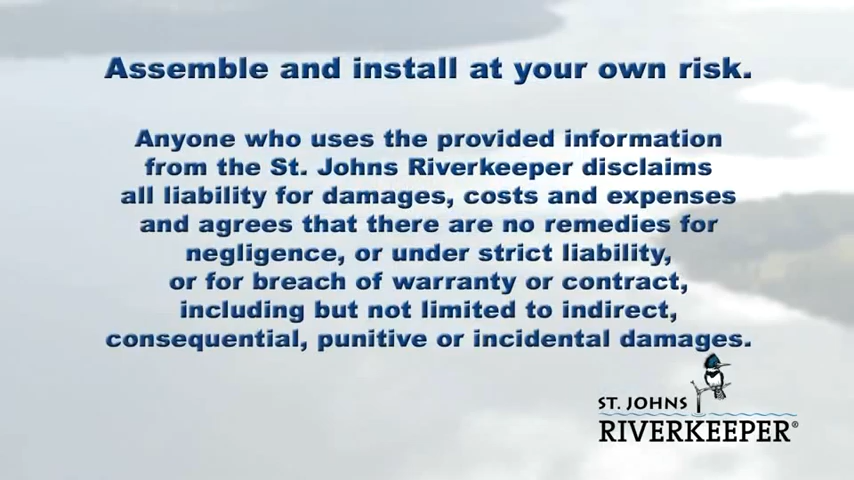 Assemble and install at your own risk.
Anyone who uses the provided information
from the St. Johns Riverkeeper disclaims
all liability for damages, costs and expenses
and agrees that there are no remedies for
negligence, or under strict liability,
or for breach of warranty or contract,
including but not limited to indirect,
consequential, punitive or incidental damages.
ST. JOHNS
RIVERKEEPER®